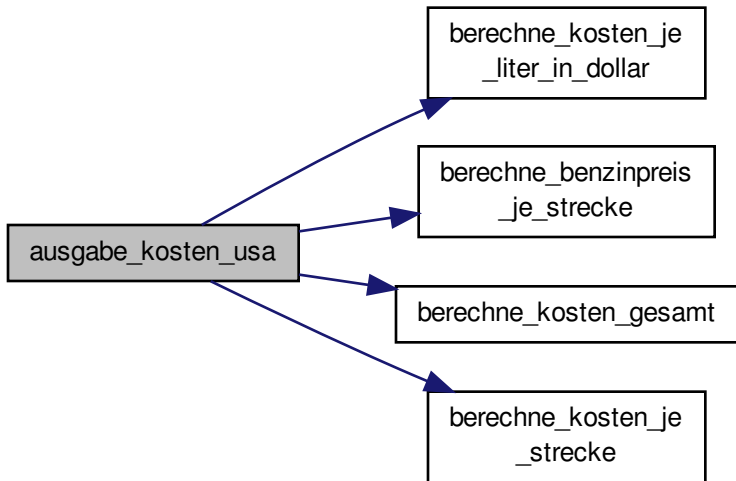 berechne_kosten_je
_liter_in_dollar
berechne_benzinpreis
_je_strecke
ausgabe_kosten_usa
berechne_kosten_gesamt
berechne_kosten_je
_strecke